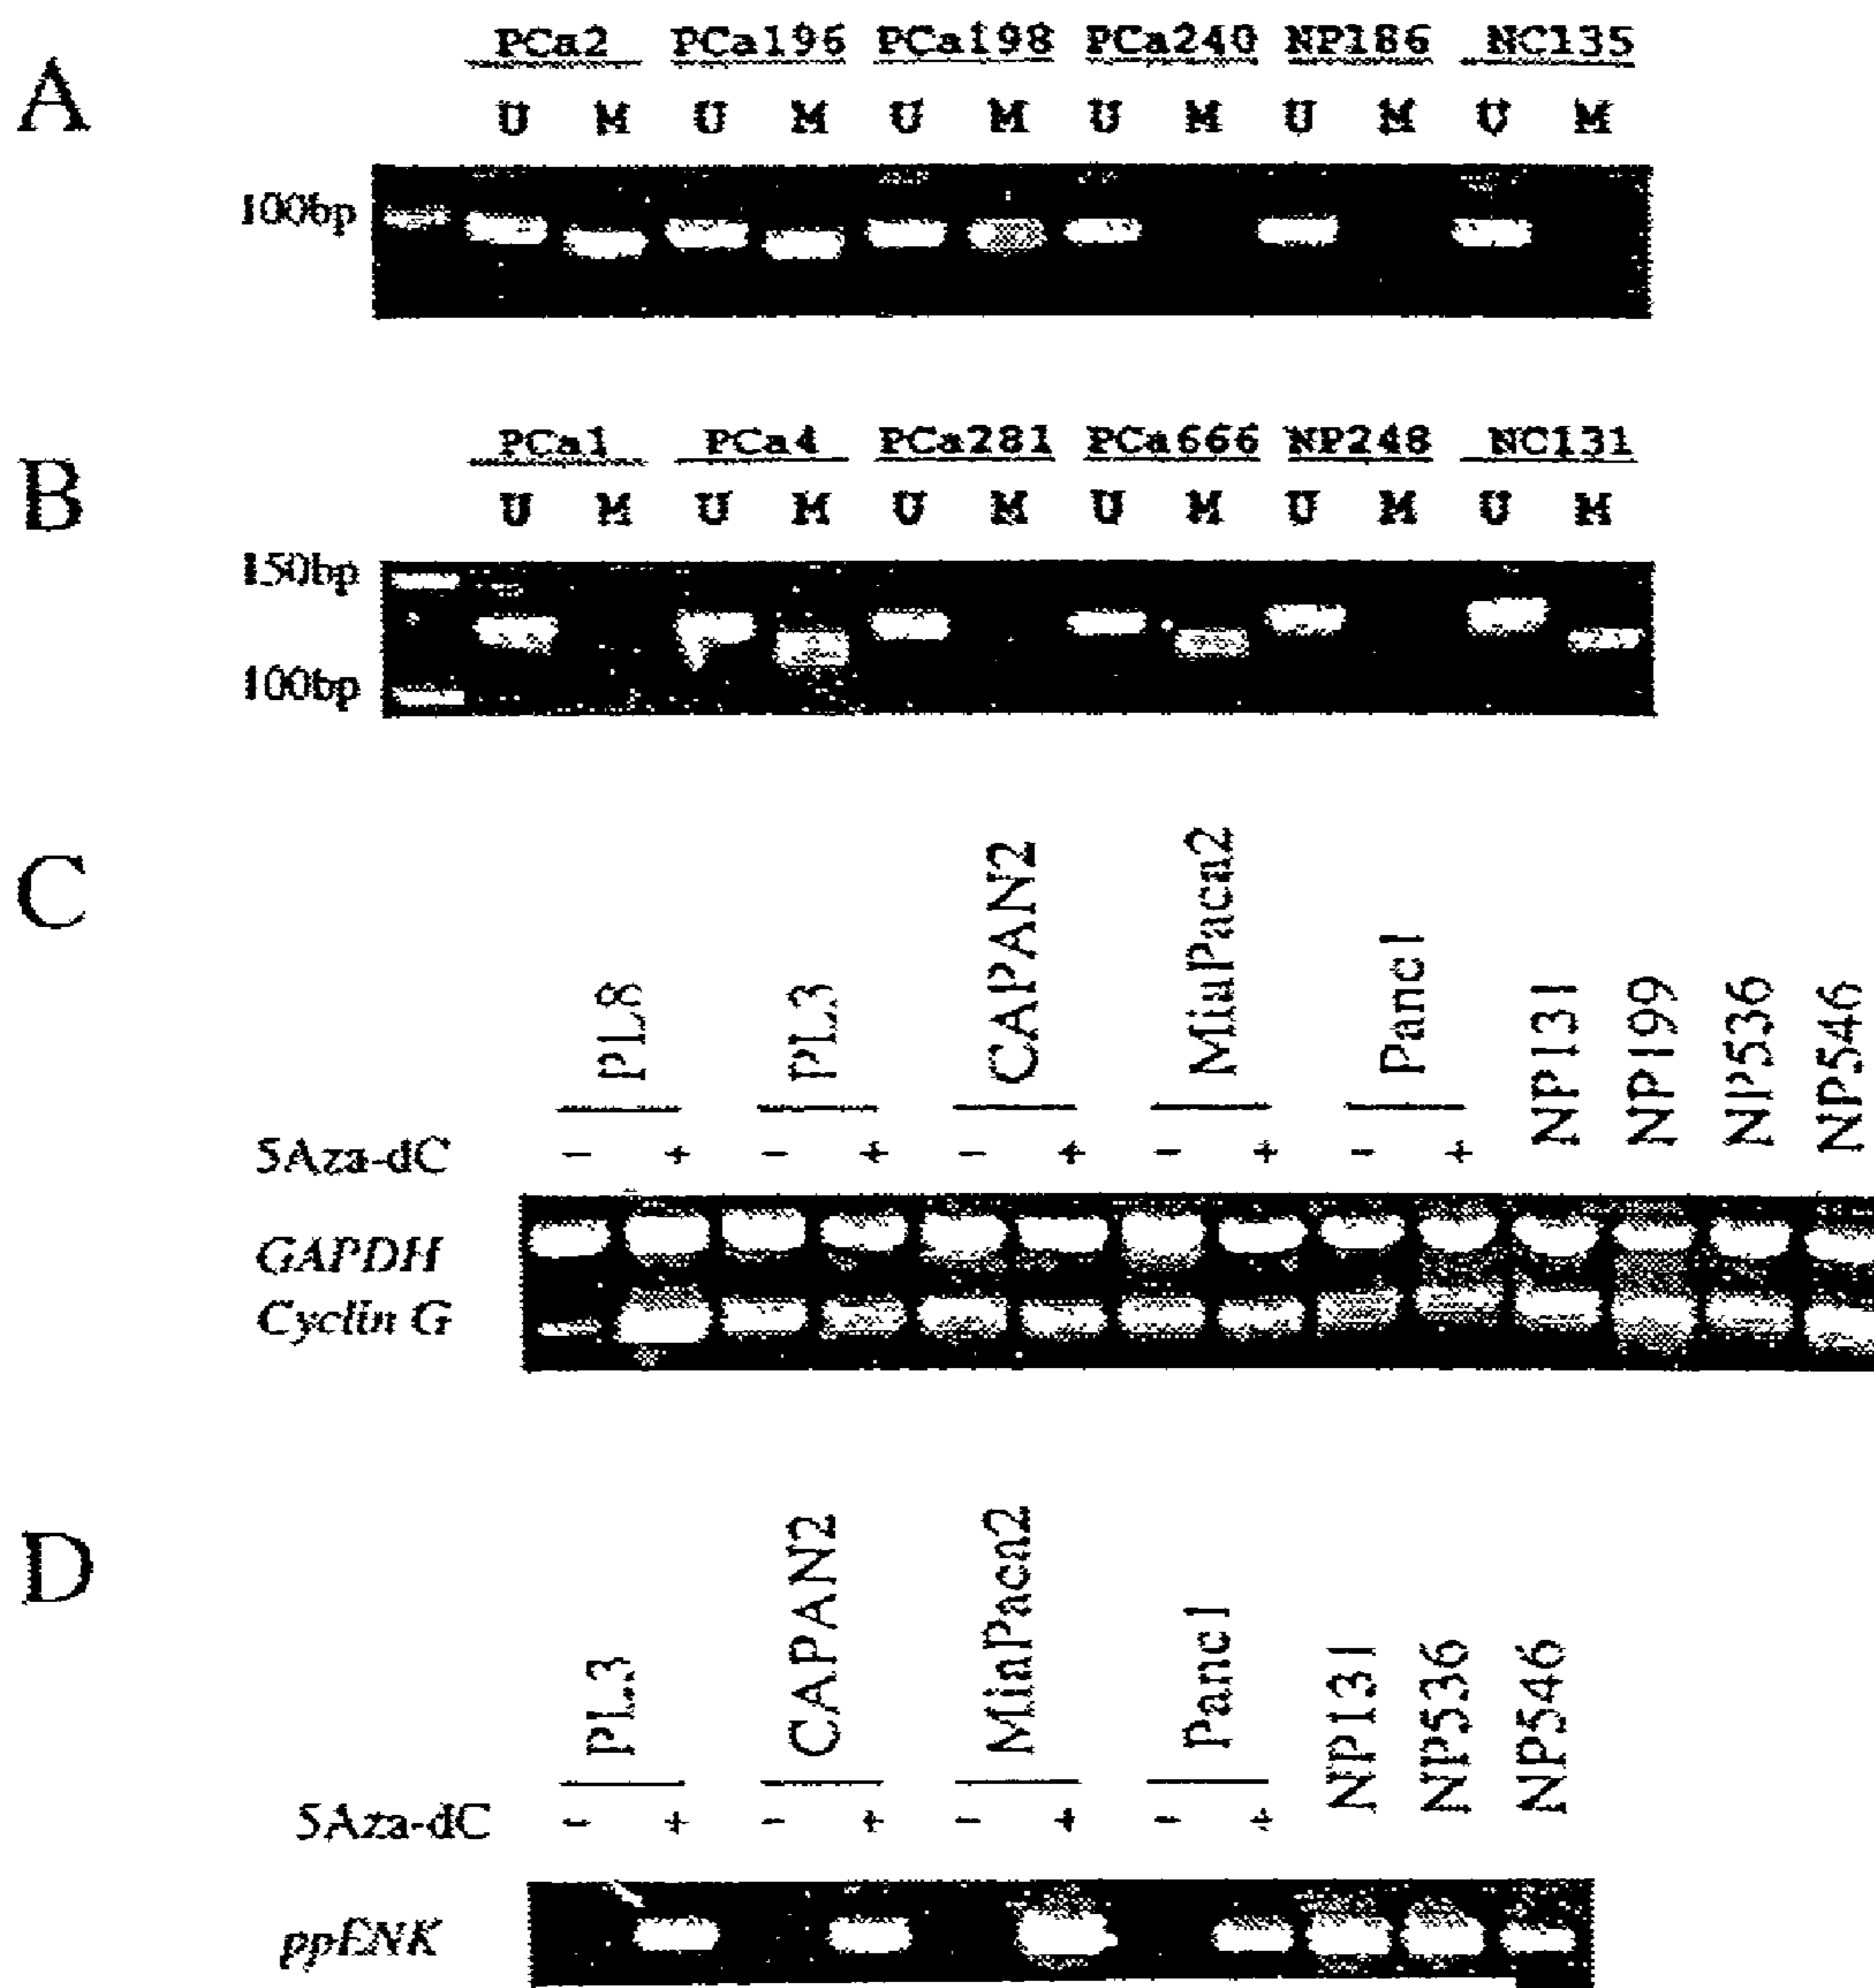 A
PCa2 PCa196 PCa198 PCa240 NP186 NC135
U M U M U M U M U M U M
100bp
B
PCa1 PCa4 PCa281 PCa666 NP248 NC131
U M U M U M U M U M U M
150bp
100bp
C
PL8 PL3 CAPAN2 MiaPaca2 Panc1 NP131 NP199 NP536 NP546
5Aza-dC - + - + - + - + - +
GAPDH
Cyclin G
D
PL3 CAPAN2 MiaPaca2 Panc1 NP131 NP536 NP546
5Aza-dC - + - + - + - +
ppENK